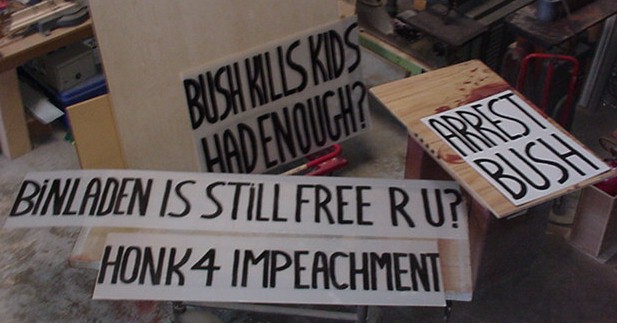 BUSH KILLS KIDS
HAD ENOUGH?
ARREST
BUSH
BiNLADEN IS STiLL FREE R U?
HONK 4 IMPEACHMENT